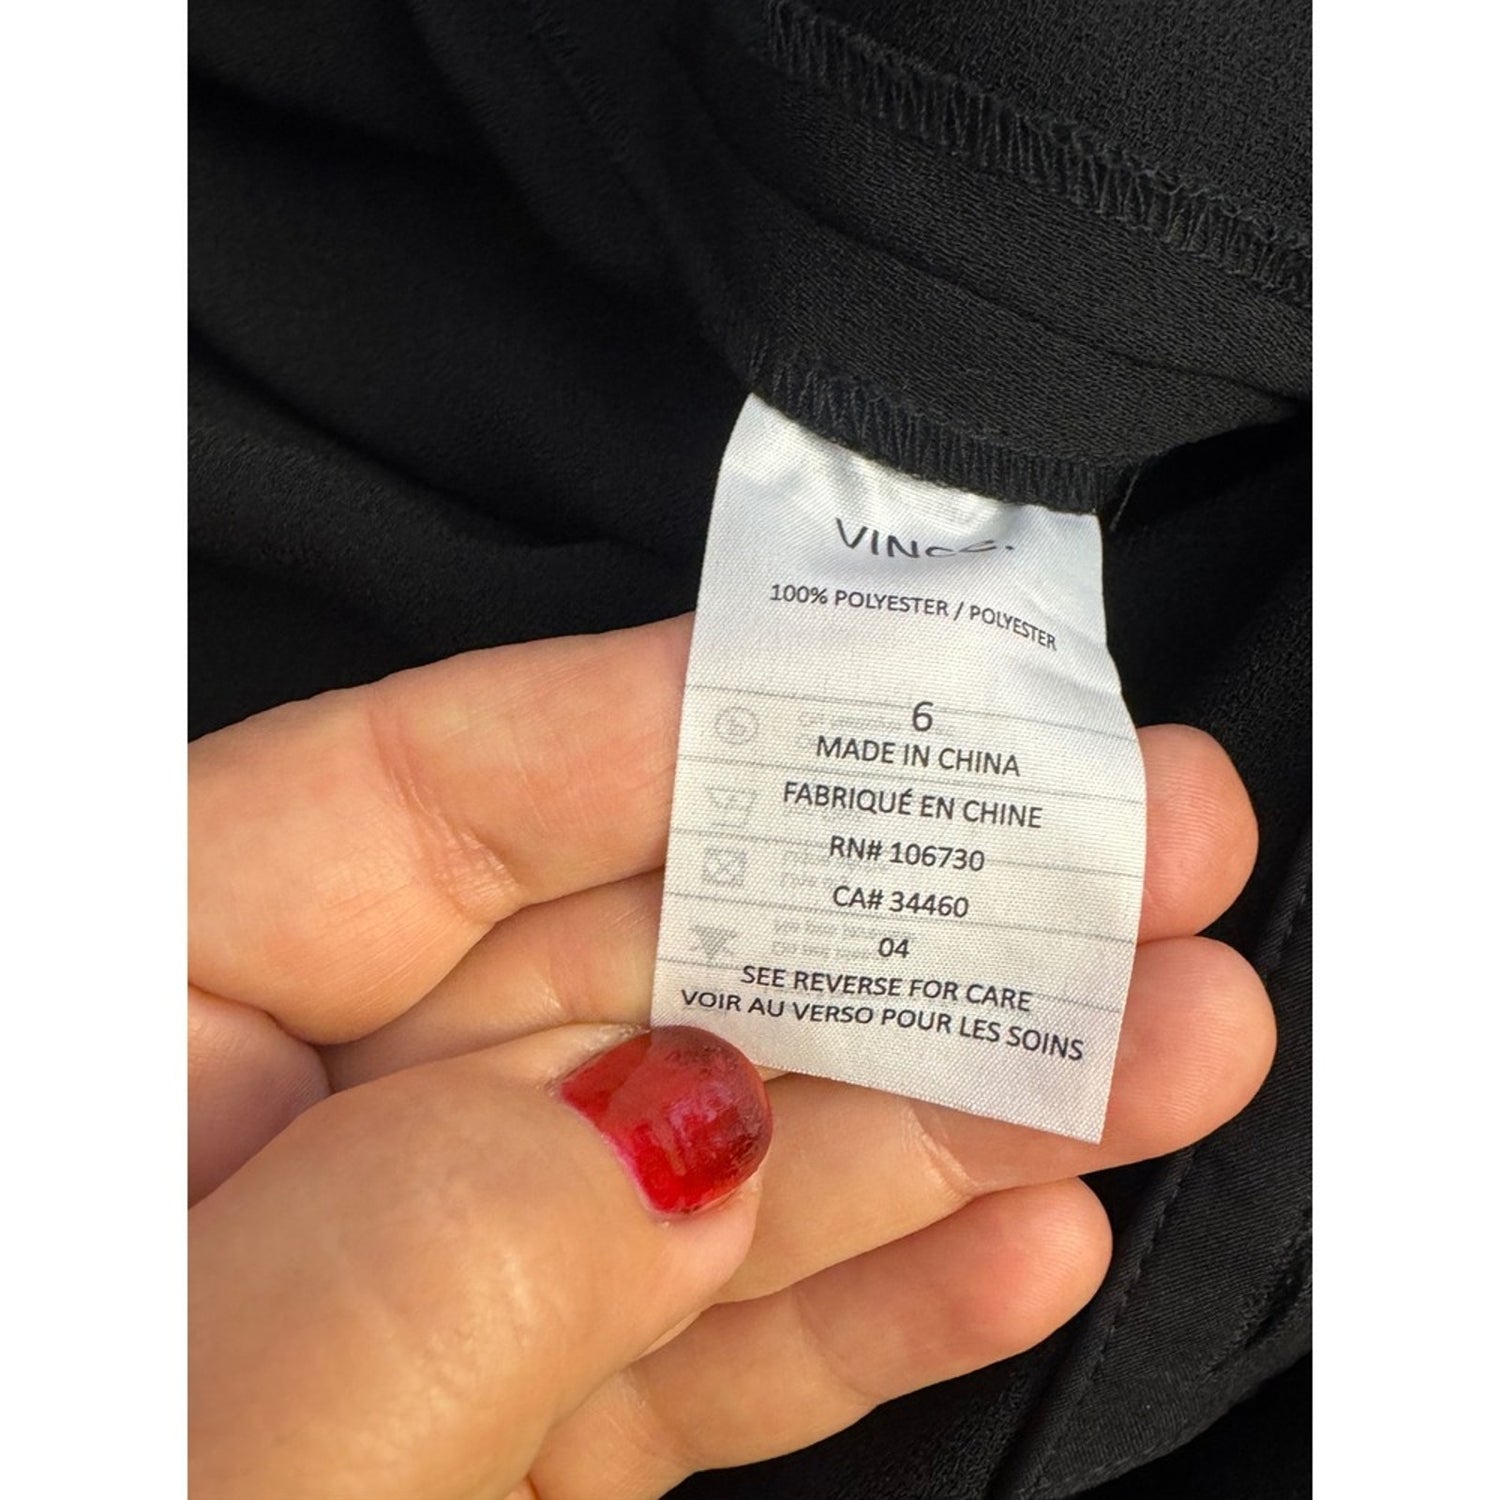 VINCE.
100% POLYESTER / POLYESTER
6
MADE IN CHINA
FABRIQUÉ EN CHINE
RN# 106730
CA# 34460
04
SEE REVERSE FOR CARE
VOIR AU VERSO POUR LES SOINS